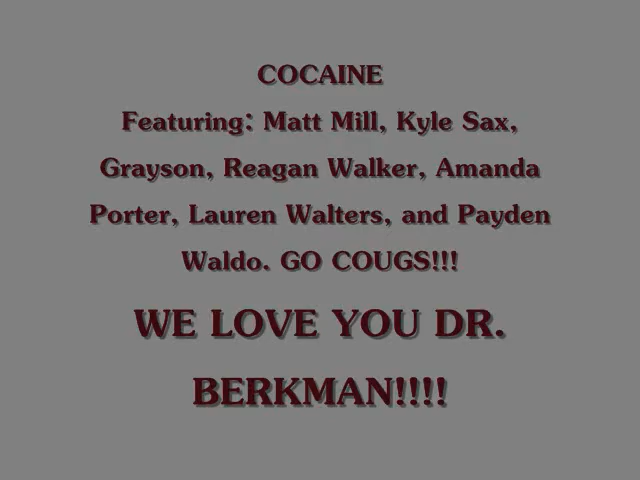 COCAINE
Featuring: Matt Mill, Kyle Sax,
Grayson, Reagan Walker, Amanda
Porter, Lauren Walters, and Payden
Waldo. GO COUGS!!!
WE LOVE YOU DR.
BERKMAN!!!!